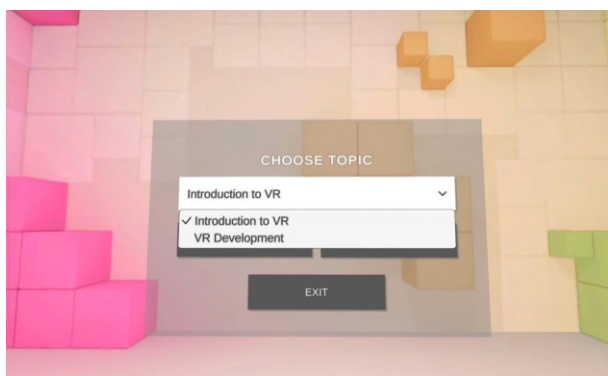 CHOOSE TOPIC
Introduction to VR
✓ Introduction to VR
VR Development
EXIT